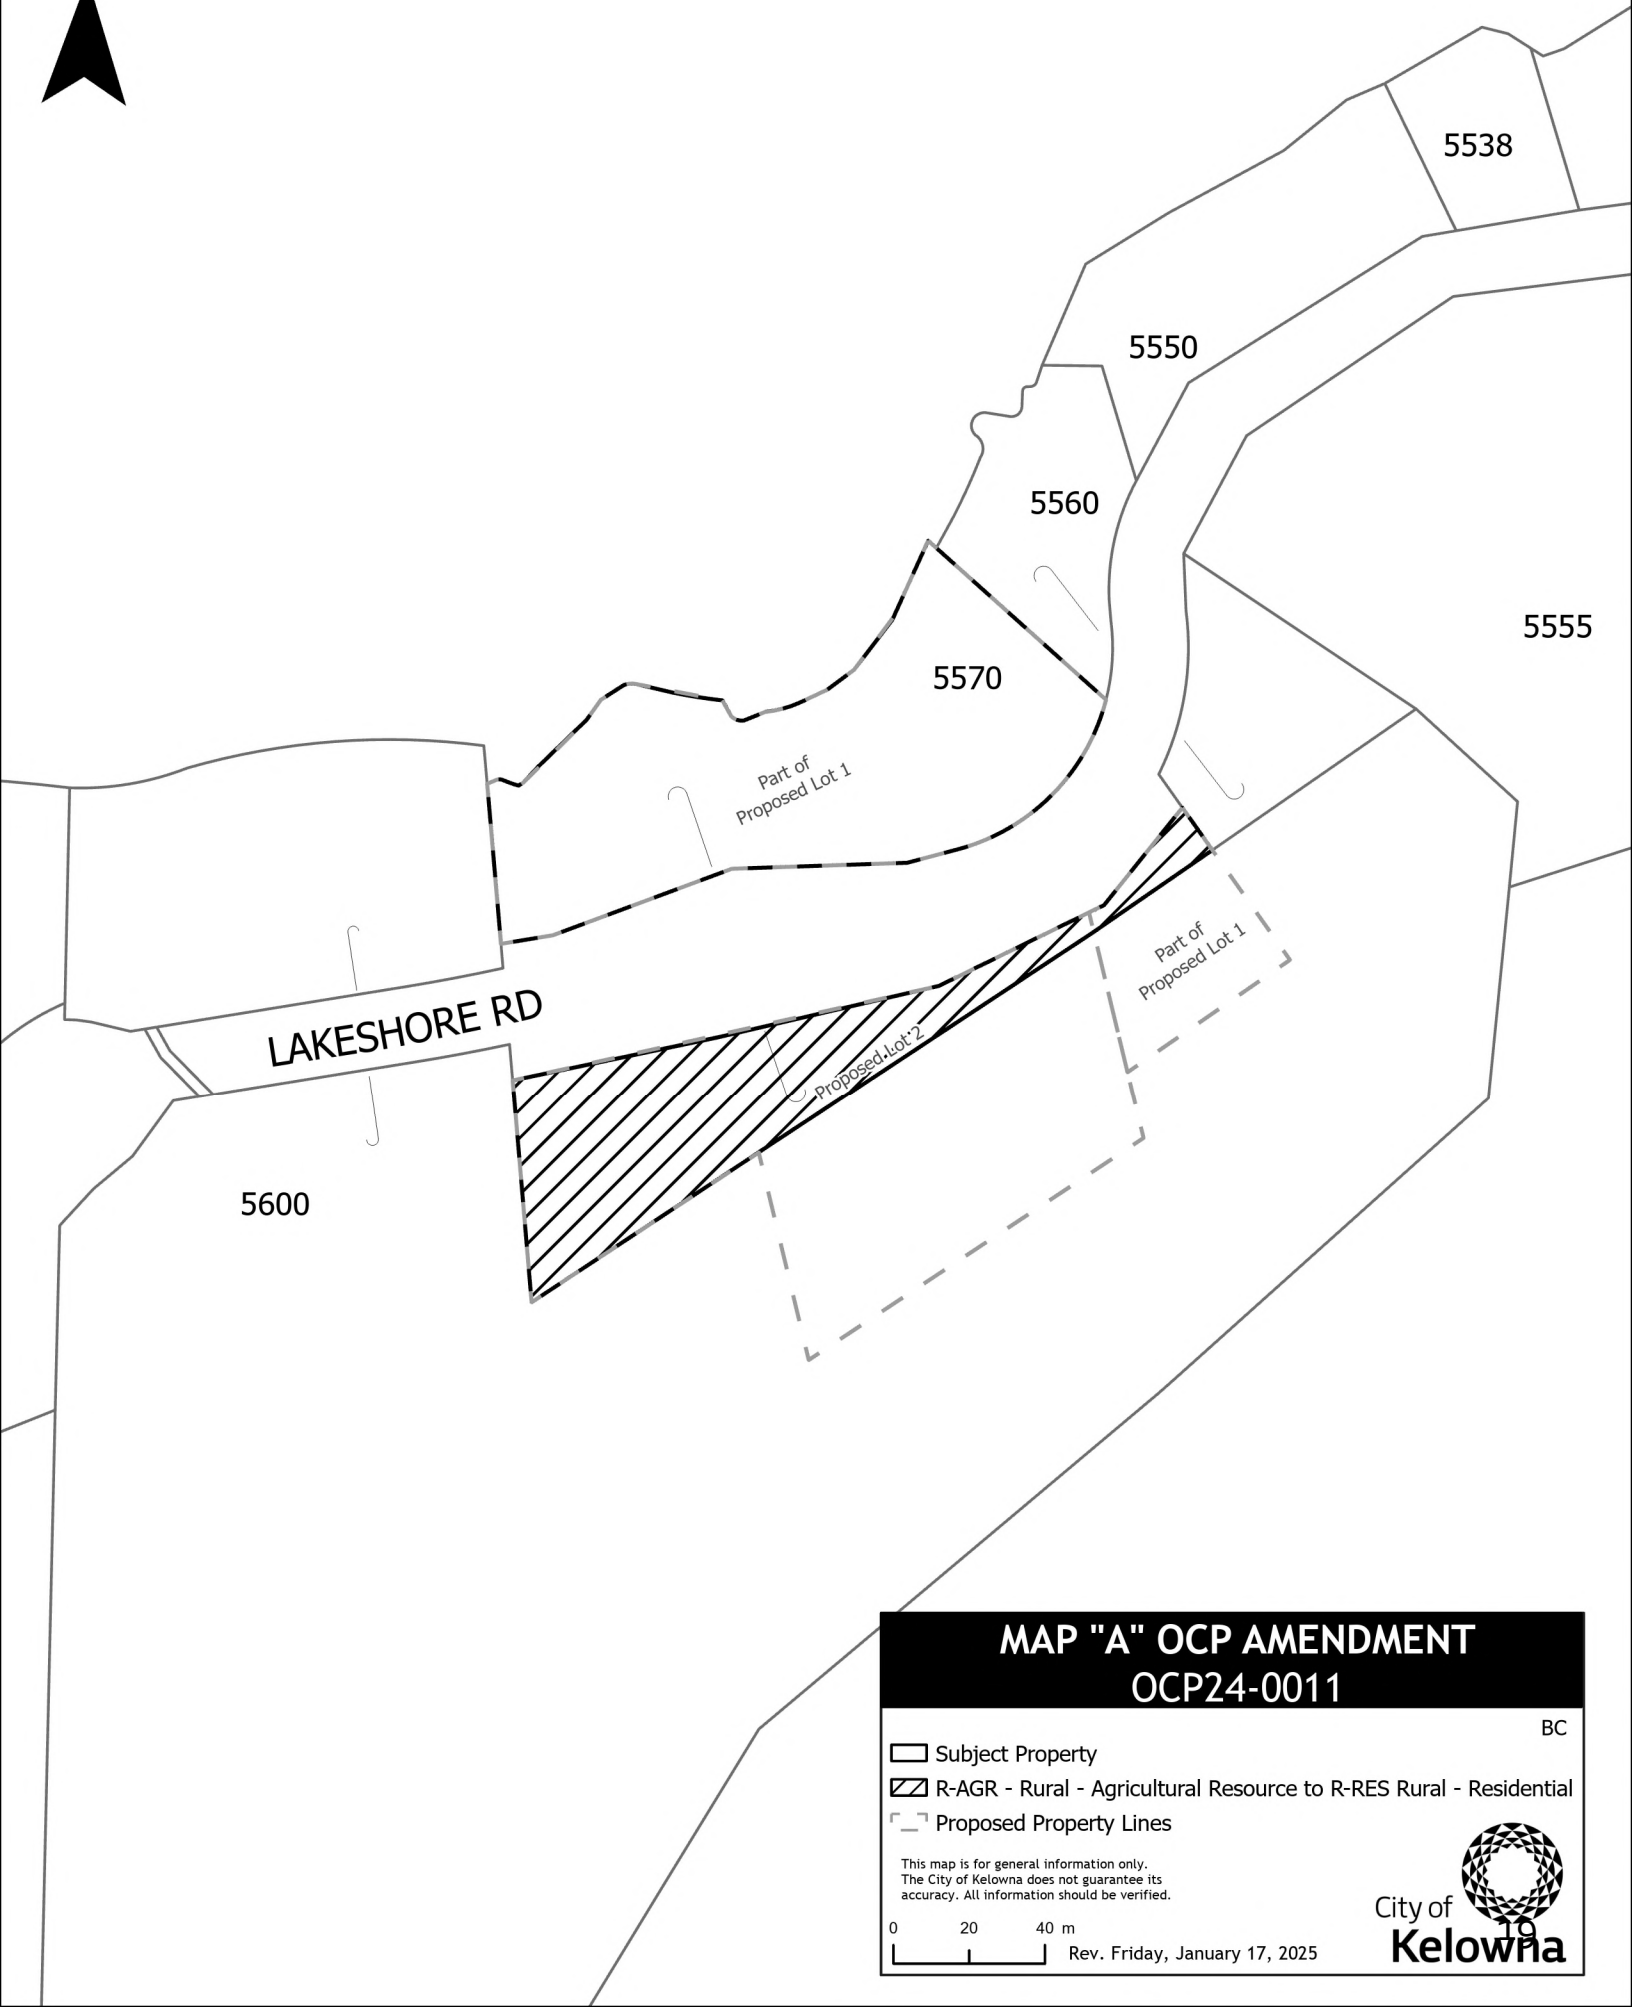 5538
5550
5560
5555
5570
Part of
Proposed Lot 1
Part of
Proposed Lot 1
LAKESHORE RD
Proposed Lot 2
5600
MAP "A" OCP AMENDMENT
OCP24-0011
BC
Subject Property
R-AGR - Rural - Agricultural Resource to R-RES Rural - Residential
Proposed Property Lines
This map is for general information only.
The City of Kelowna does not guarantee its
accuracy. All information should be verified.
0 20 40 m
Rev. Friday, January 17, 2025
City of
Kelowna
19